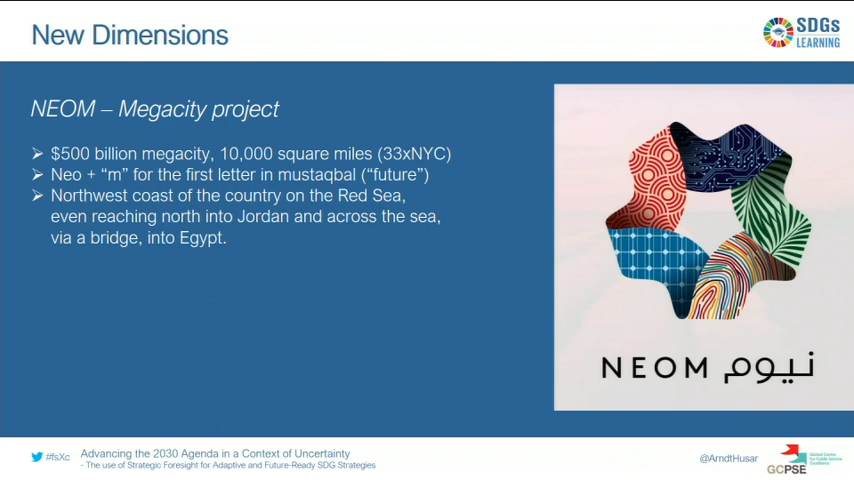 New Dimensions
SDGs
LEARNING
NEOM – Megacity project
➢ $500 billion megacity, 10,000 square miles (33xNYC)
➢ Neo + “m” for the first letter in mustaqbal (“future”)
➢ Northwest coast of the country on the Red Sea,
even reaching north into Jordan and across the sea,
via a bridge, into Egypt.
NEOM نيوم
#fsXc
Advancing the 2030 Agenda in a Context of Uncertainty
- The use of Strategic Foresight for Adaptive and Future-Ready SDG Strategies
@ArndtHusar
GCPSE
Global Centre
for Public Service
Excellence